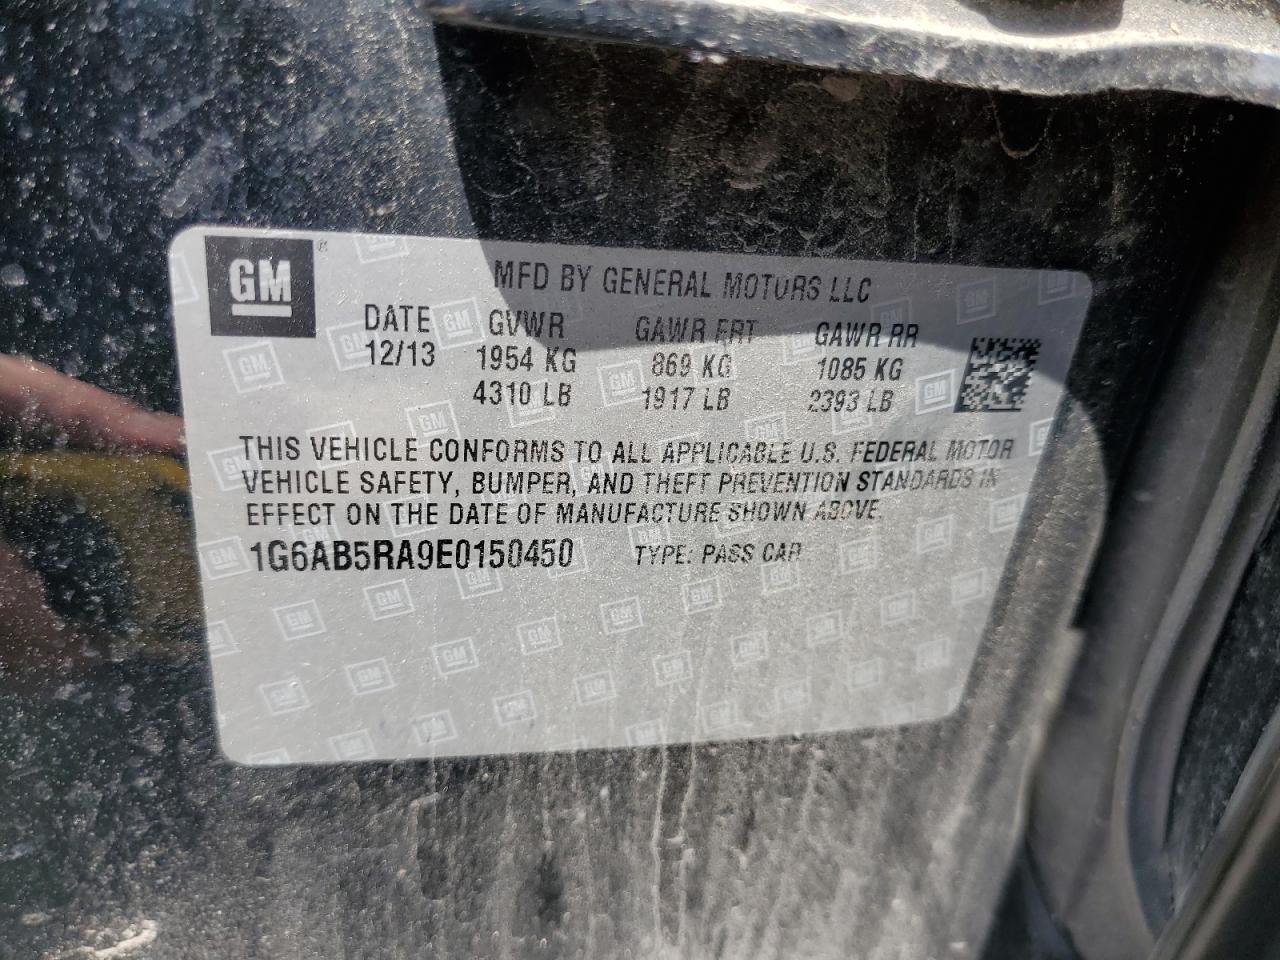 GM ®
MFD BY GENERAL MOTORS LLC
DATE GVWR GAWR FRT GAWR RR
12/13 1954 KG 869 KG 1085 KG
4310 LB 1917 LB 2393 LB
THIS VEHICLE CONFORMS TO ALL APPLICABLE U.S. FEDERAL MOTOR
VEHICLE SAFETY, BUMPER, AND THEFT PREVENTION STANDARDS IN
EFFECT ON THE DATE OF MANUFACTURE SHOWN ABOVE.
1G6AB5RA9E0150450 TYPE: PASS CAR